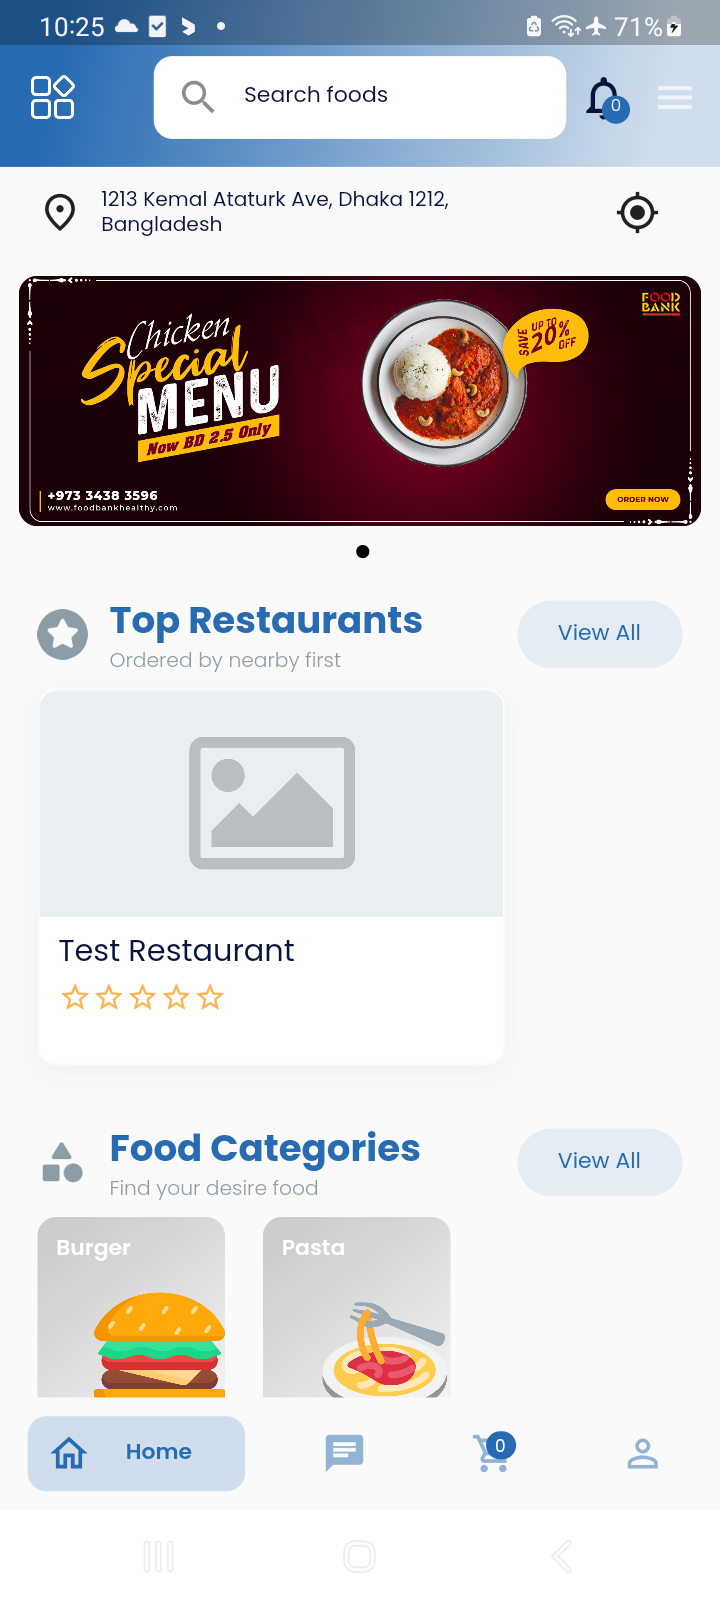 10:25
71%
Search foods
0
1213 Kemal Ataturk Ave, Dhaka 1212,
Bangladesh
Chicken
Special
MENU
Now BD 2.5 Only
SAVE UP TO 20% OFF
FOOD
BANK
+973 3438 3596
www.foodbankhealthy.com
ORDER NOW
Top Restaurants
View All
Ordered by nearby first
Test Restaurant
Food Categories
View All
Find your desire food
Burger
Pasta
Home
0